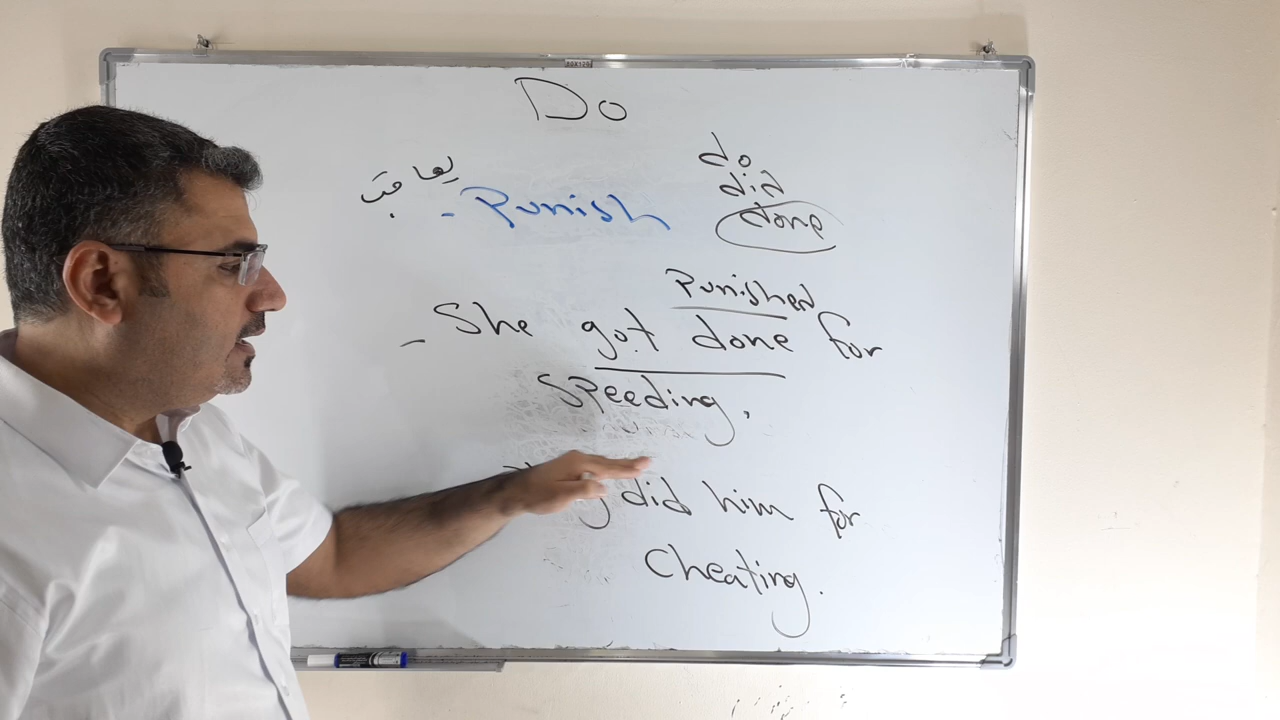 Do
do
did
يعاقب - Punish
done
Punished
- She got done for
speeding.
did him for
Cheating.